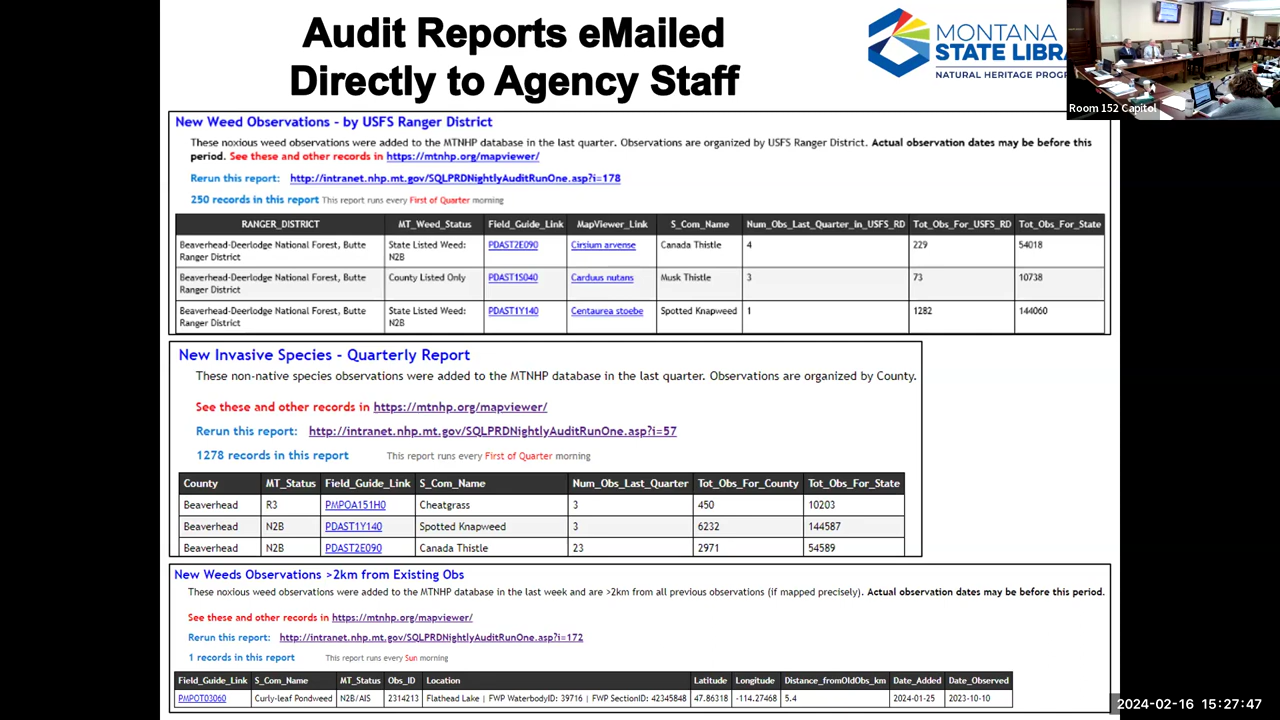 Audit Reports eMailed
Directly to Agency Staff
MONTANA
STATE LIBRA
NATURAL HERITAGE PROG
Room 152 Capitol
New Weed Observations - by USFS Ranger District
These noxious weed observations were added to the MTNHP database in the last quarter. Observations are organized by USFS Ranger District. Actual observation dates may be before this
period. See these and other records in https://mtnhp.org/mapviewer/
Rerun this report: http://intranet.nhp.mt.gov/SQLPRDNightlyAuditRunOne.asp?i=178
250 records in this report This report runs every First of Quarter morning
RANGER_DISTRICT MT_Weed_Status Field_Guide_Link MapViewer_Link S_Com_Name Num_Obs_Last_Quarter_in_USFS_RD Tot_Obs_For_USFS_RD Tot_Obs_For_State
Beaverhead-Deerlodge National Forest, Butte State Listed Weed: PDAST2E090 Cirsium arvense Canada Thistle 4 229 54018
Ranger District N2B
Beaverhead-Deerlodge National Forest, Butte County Listed Only PDAST1S040 Carduus nutans Musk Thistle 3 73 10738
Ranger District
Beaverhead-Deerlodge National Forest, Butte State Listed Weed: PDAST1Y140 Centaurea stoebe Spotted Knapweed 1 1282 144060
Ranger District N2B
New Invasive Species - Quarterly Report
These non-native species observations were added to the MTNHP database in the last quarter. Observations are organized by County.
See these and other records in https://mtnhp.org/mapviewer/
Rerun this report: http://intranet.nhp.mt.gov/SQLPRDNightlyAuditRunOne.asp?i=57
1278 records in this report This report runs every First of Quarter morning
County MT_Status Field_Guide_Link S_Com_Name Num_Obs_Last_Quarter Tot_Obs_For_County Tot_Obs_For_State
Beaverhead R3 PMPOA151H0 Cheatgrass 3 450 10203
Beaverhead N2B PDAST1Y140 Spotted Knapweed 3 6232 144587
Beaverhead N2B PDAST2E090 Canada Thistle 23 2971 54589
New Weeds Observations >2km from Existing Obs
These noxious weed observations were added to the MTNHP database in the last week and are >2km from all previous observations (if mapped precisely). Actual observation dates may be before this period.
See these and other records in https://mtnhp.org/mapviewer/
Rerun this report: http://intranet.nhp.mt.gov/SQLPRDNightlyAuditRunOne.asp?i=172
1 records in this report This report runs every Sun morning
Field_Guide_Link S_Com_Name MT_Status Obs_ID Location Latitude Longitude Distance_fromOldObs_km Date_Added Date_Observed
PMPOT03060 Curly-leaf Pondweed N2B/AIS 2314213 Flathead Lake | FWP WaterbodyID: 39716 | FWP SectionID: 42345848 47.86318 -114.27468 5.4 2024-01-25 2023-10-10
2024-02-16 15:27:47